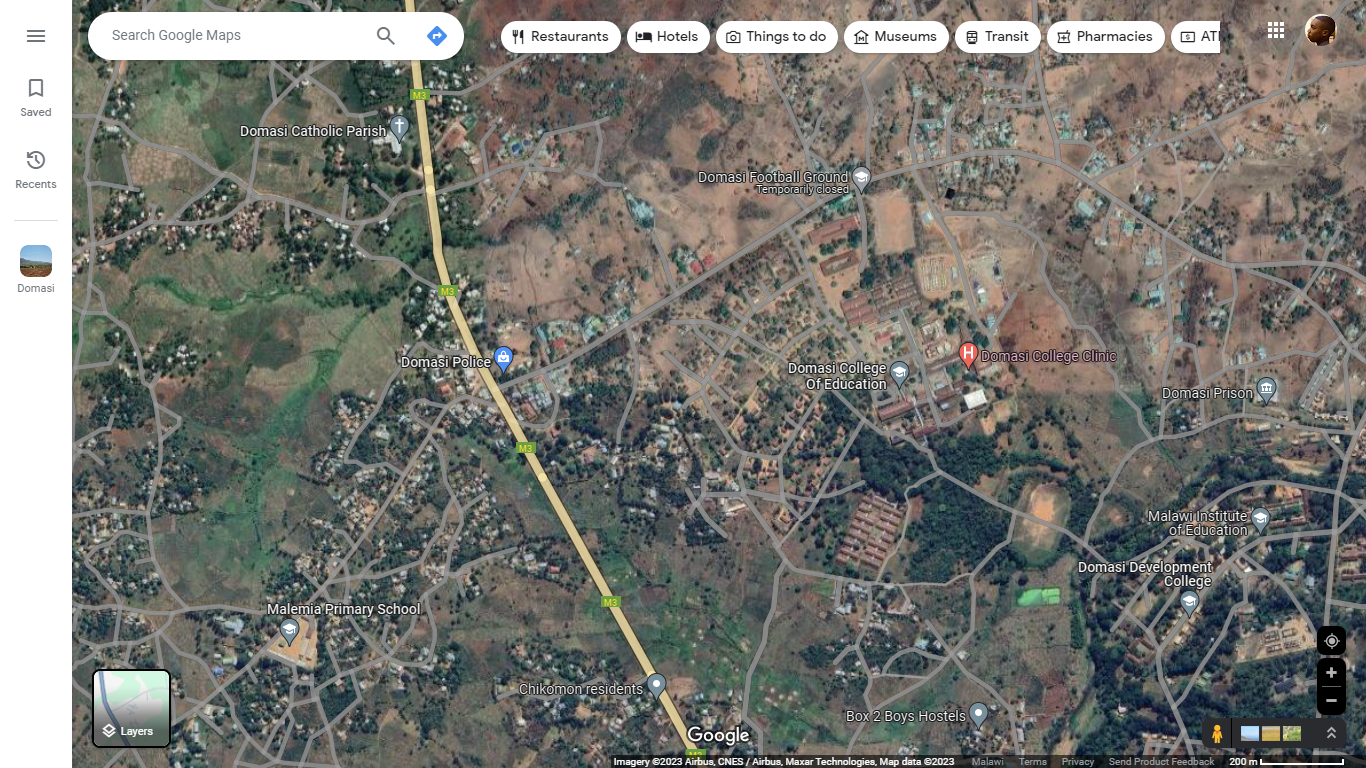 Search Google Maps
Restaurants
Hotels
Things to do
Museums
Transit
Pharmacies
Saved
Recents
Domasi
M3
Domasi Catholic Parish
Domasi Football Ground
Temporarily closed
M3
Domasi Police
Domasi College
Of Education
H
Domasi College Clinic
Domasi Prison
M3
Malawi Institute
of Education
Domasi Development
College
M3
Malemia Primary School
Chikomon residents
Box 2 Boys Hostels
Layers
Google
M3
Imagery ©2023 Airbus, CNES / Airbus, Maxar Technologies, Map data ©2023
Malawi
Terms
Privacy
Send Product Feedback
200 m